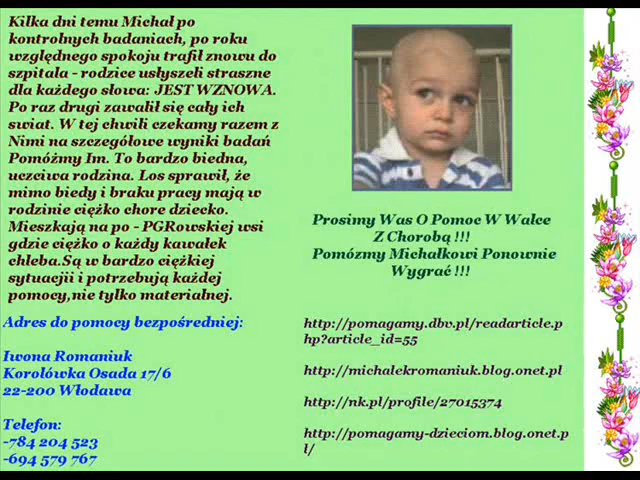 Kilka dni temu Michał po
kontrolnych badaniach, po roku
względnego spokoju trafił znowu do
szpitala - rodzice usłyszeli straszne
dla każdego słowa: JEST WZNOWA.
Po raz drugi zawalił się cały ich
swiat. W tej chwili czekamy razem z
Nimi na szczegółowe wyniki badań
Pomóżmy Im. To bardzo biedna,
uczciwa rodzina. Los sprawił, że
mimo biedy i braku pracy mają w
rodzinie ciężko chore dziecko.
Mieszkają na po - PGRowskiej wsi
gdzie ciężko o każdy kawałek
chleba.Są w bardzo ciężkiej
sytuacjii i potrzebują każdej
pomocy,nie tylko materialnej.
Adres do pomocy bezpośredniej:
Iwona Romaniuk
Korolówka Osada 17/6
22-200 Włodawa
Telefon:
-784 204 523
-694 579 767
Prosimy Was O Pomoc W Walce
Z Chorobą !!!
Pomózmy Michałkowi Ponownie
Wygrać !!!
http://pomagamy.dbv.pl/readarticle.p
hp?article_id=55
http://michalekromaniuk.blog.onet.pl
http://nk.pl/profile/27015374
http://pomagamy-dzieciom.blog.onet.p
l/